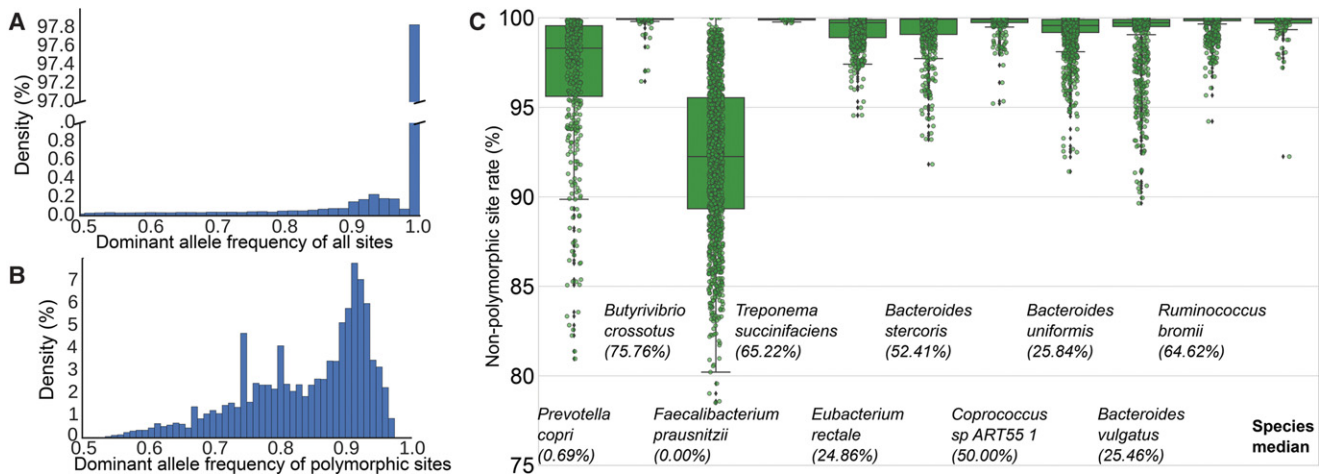 A
Density (%)
97.8
97.6
97.4
97.2
97.0
.0
0.8
0.6
0.4
0.2
0.0
0.5 0.6 0.7 0.8 0.9 1.0
Dominant allele frequency of all sites
B
Density (%)
7
6
5
4
3
2
1
0
0.5 0.6 0.7 0.8 0.9 1.0
Dominant allele frequency of polymorphic sites
C
Non-polymorphic site rate (%)
100
95
90
85
80
75
Butyrivibrio
crossotus
(75.76%)
Treponema
succinifaciens
(65.22%)
Bacteroides
stercoris
(52.41%)
Bacteroides
uniformis
(25.84%)
Ruminococcus
bromii
(64.62%)
Prevotella
copri
(0.69%)
Faecalibacterium
prausnitzii
(0.00%)
Eubacterium
rectale
(24.86%)
Coprococcus
sp ART55 1
(50.00%)
Bacteroides
vulgatus
(25.46%)
Species
median